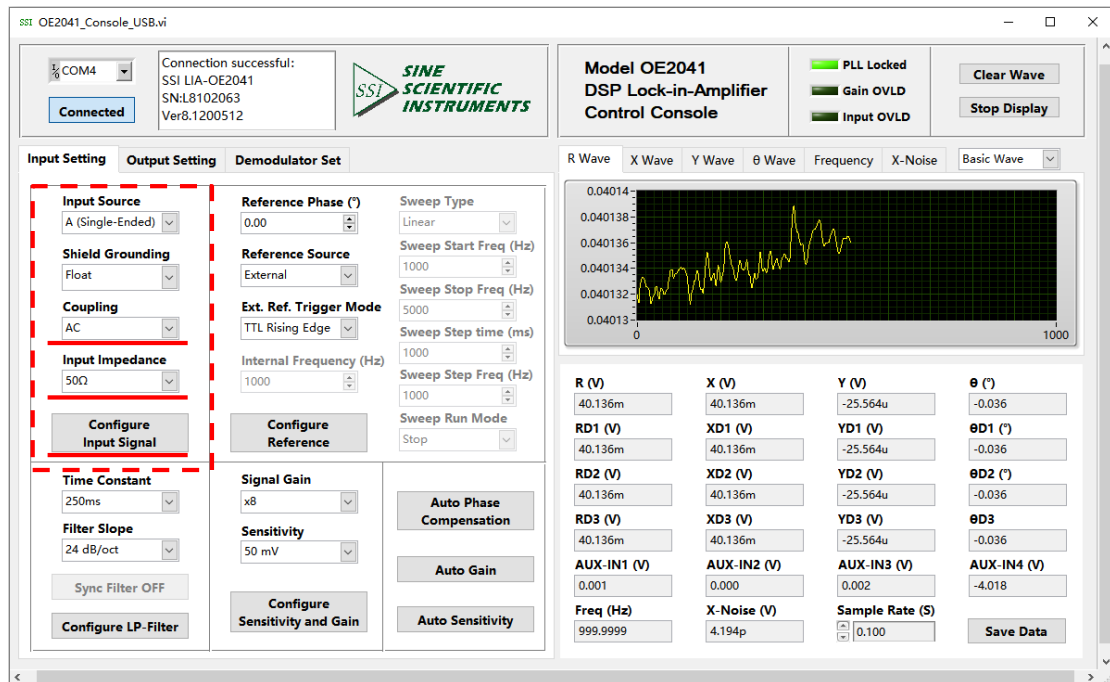 SSI OE2041_Console_USB.vi
I/O COM4
Connected
Connection successful:
SSI LIA-OE2041
SN:L8102063
Ver8.1200512
SSI
SINE
SCIENTIFIC
INSTRUMENTS
Model OE2041
DSP Lock-in-Amplifier
Control Console
PLL Locked
Gain OVLD
Input OVLD
Clear Wave
Stop Display
Input Setting
Output Setting
Demodulator Set
Input Source
A (Single-Ended)
Shield Grounding
Float
Coupling
AC
Input Impedance
50Ω
Configure
Input Signal
Reference Phase (°)
0.00
Reference Source
External
Ext. Ref. Trigger Mode
TTL Rising Edge
Internal Frequency (Hz)
1000
Configure
Reference
Sweep Type
Linear
Sweep Start Freq (Hz)
1000
Sweep Stop Freq (Hz)
5000
Sweep Step time (ms)
1000
Sweep Step Freq (Hz)
1000
Sweep Run Mode
Stop
Time Constant
250ms
Filter Slope
24 dB/oct
Sync Filter OFF
Configure LP-Filter
Signal Gain
x8
Sensitivity
50 mV
Configure
Sensitivity and Gain
Auto Phase
Compensation
Auto Gain
Auto Sensitivity
R Wave X Wave Y Wave θ Wave Frequency X-Noise Basic Wave
0.04014
0.040138
0.040136
0.040134
0.040132
0.04013
0 1000
R (V) X (V) Y (V) θ (°)
40.136m 40.136m -25.564u -0.036
RD1 (V) XD1 (V) YD1 (V) θD1 (°)
40.136m 40.136m -25.564u -0.036
RD2 (V) XD2 (V) YD2 (V) θD2 (°)
40.136m 40.136m -25.564u -0.036
RD3 (V) XD3 (V) YD3 (V) θD3
40.136m 40.136m -25.564u -0.036
AUX-IN1 (V) AUX-IN2 (V) AUX-IN3 (V) AUX-IN4 (V)
0.001 0.000 0.002 -4.018
Freq (Hz) X-Noise (V) Sample Rate (S)
999.9999 4.194p 0.100 Save Data